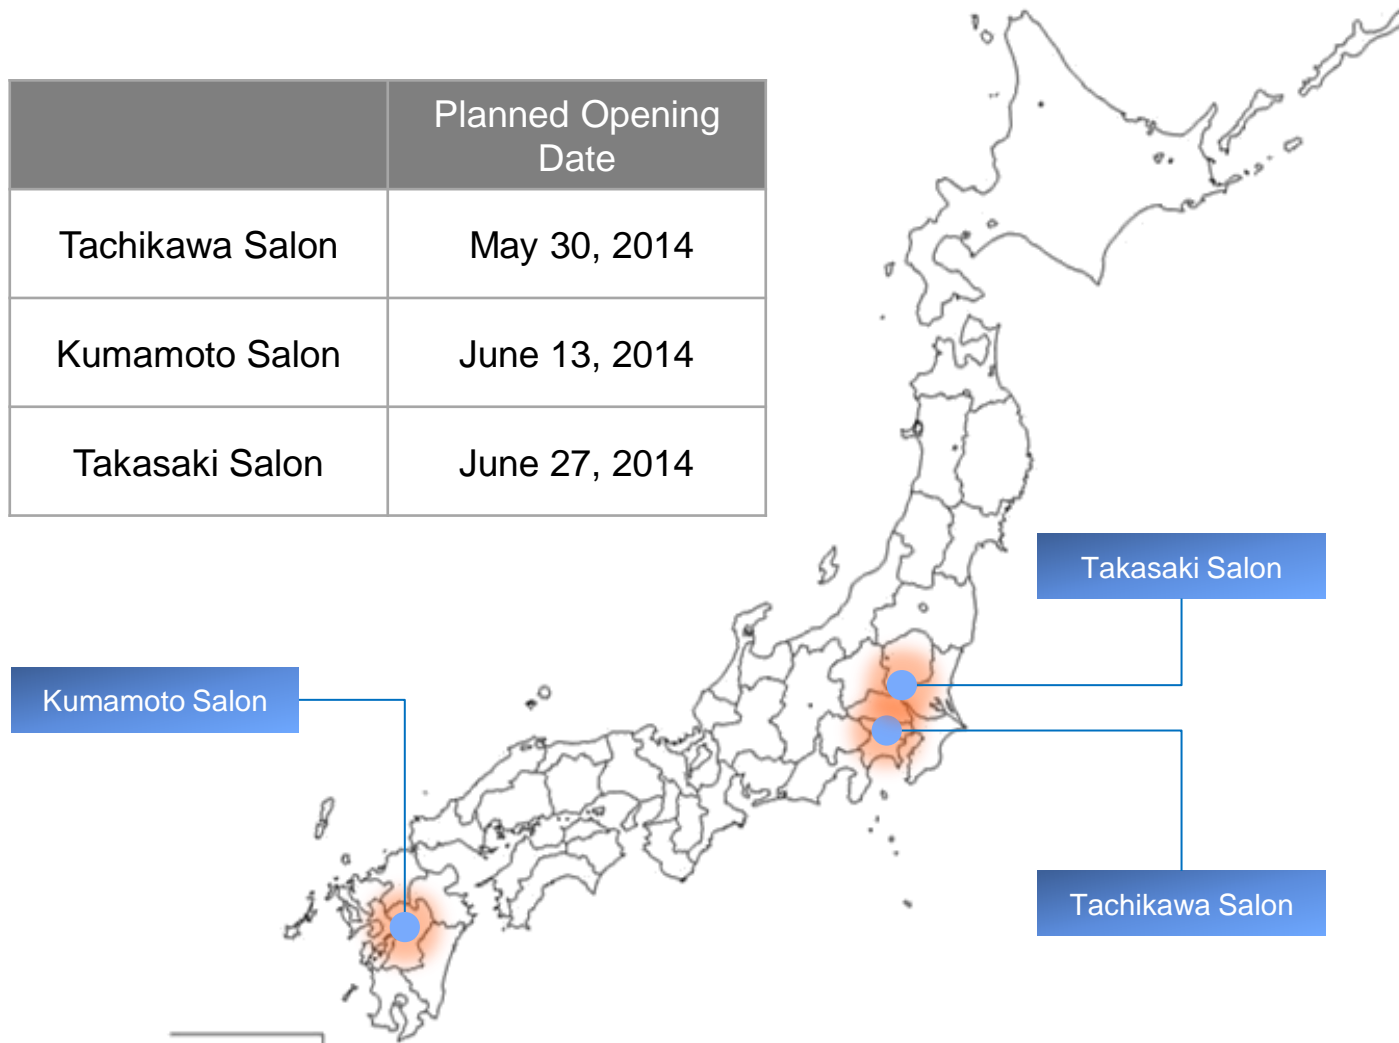 Planned Opening
Date
Tachikawa Salon
May 30, 2014
Kumamoto Salon
June 13, 2014
Takasaki Salon
June 27, 2014
Takasaki Salon
Kumamoto Salon
Tachikawa Salon